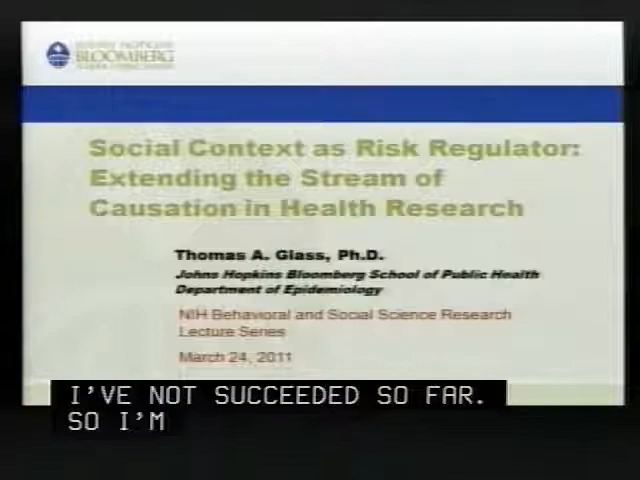 BLOOMBERG
Social Context as Risk Regulator:
Extending the Stream of
Causation in Health Research
Thomas A. Glass, Ph.D.
Johns Hopkins Bloomberg School of Public Health
Department of Epidemiology
NIH Behavioral and Social Science Research
Lecture Series
March 24, 2011
I'VE NOT SUCCEEDED SO FAR.
SO I'M